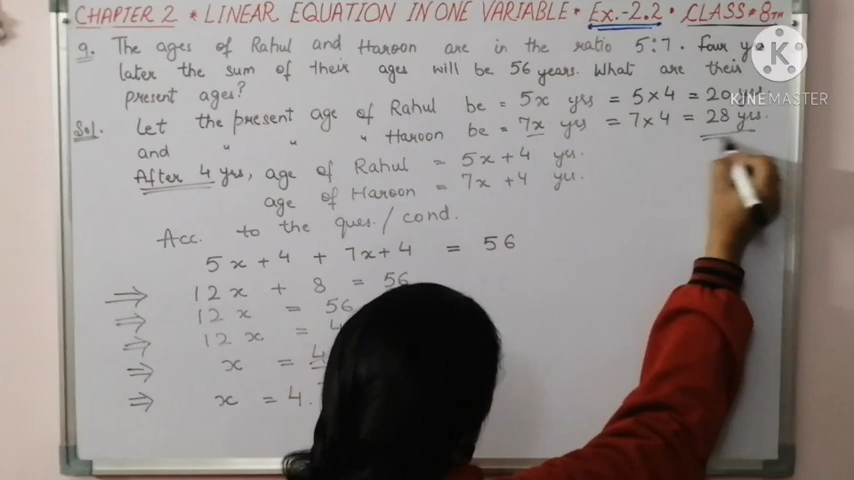 CHAPTER 2 * LINEAR EQUATION IN ONE VARIABLE * Ex.-2.2 * CLASS * 8TH
9. The ages of Rahul and Haroon are in the ratio 5:7. Four
later the sum of their ages will be 56 years. What are their
present ages?
Sol. Let the present age of Rahul be = 5x yrs = 5×4 = 20 yrs.
and " " " Haroon be = 7x yrs = 7×4 = 28 yrs.
After 4 yrs, age of Rahul = 5x+4 yrs.
age of Haroon = 7x +4 yrs.
Acc. to the ques./cond.
5x+4 + 7x+4 = 56
⇒ 12x + 8 = 56
⇒ 12x = 56
⇒ 12x = 4
⇒ x = 4
⇒ x = 4.
K
KINEMASTER